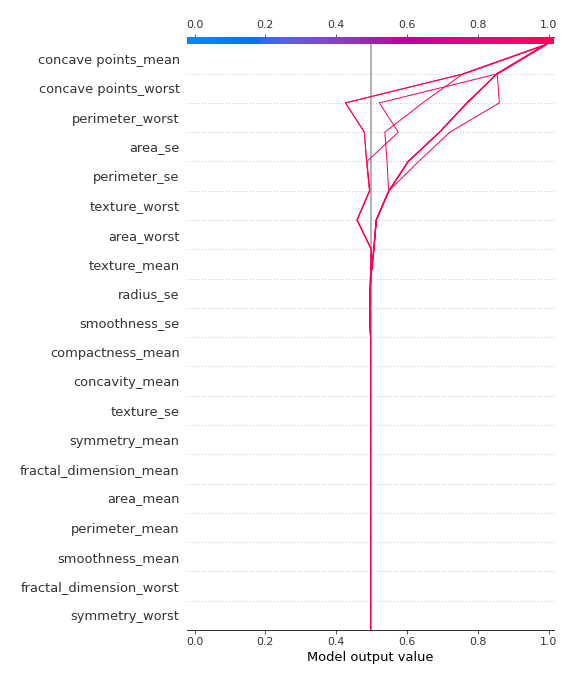 0.0 0.2 0.4 0.6 0.8 1.0
concave points_mean
concave points_worst
perimeter_worst
area_se
perimeter_se
texture_worst
area_worst
texture_mean
radius_se
smoothness_se
compactness_mean
concavity_mean
texture_se
symmetry_mean
fractal_dimension_mean
area_mean
perimeter_mean
smoothness_mean
fractal_dimension_worst
symmetry_worst
0.0 0.2 0.4 0.6 0.8 1.0
Model output value